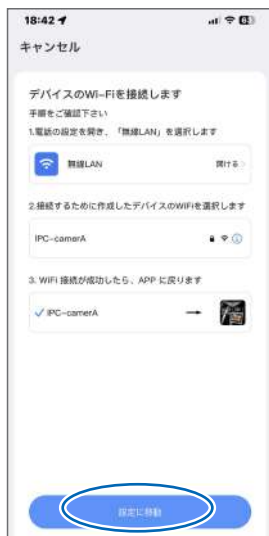 18:42
キャンセル
デバイスのWi-Fiを接続します
手順をご確認下さい
1.電話の設定を開き、「無線LAN」を選択します
無線LAN
開ける
2.接続するために作成したデバイスのWiFiを選択します
IPC-camerA
3. WiFi 接続が成功したら、APP に戻ります
IPC-camerA
設定に移動